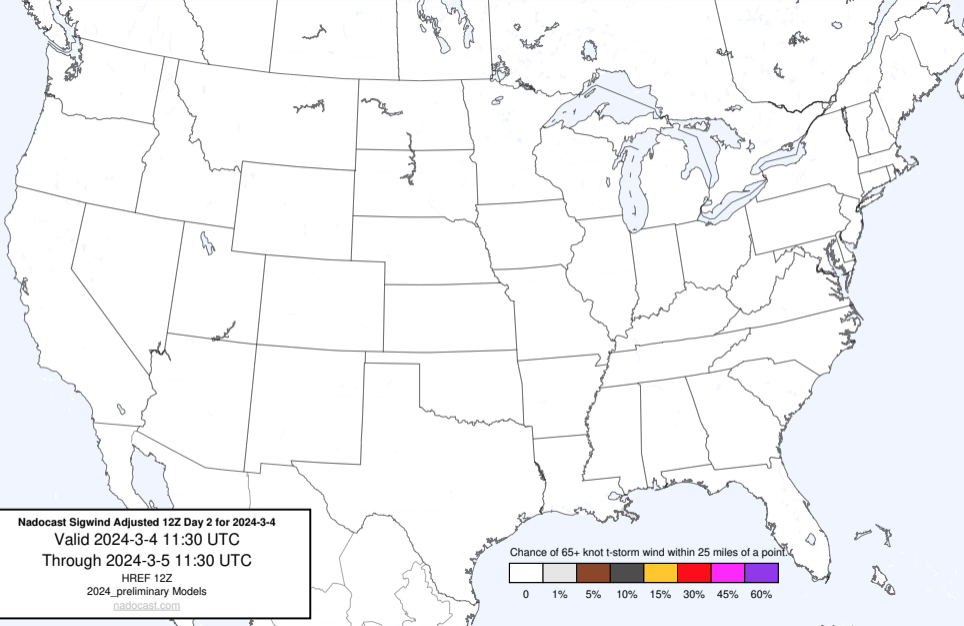 Nadocast Sigwind Adjusted 12Z Day 2 for 2024-3-4
Valid 2024-3-4 11:30 UTC
Through 2024-3-5 11:30 UTC
HREF 12Z
2024_preliminary Models
nadocast.com
Chance of 65+ knot t-storm wind within 25 miles of a point.
0 1% 5% 10% 15% 30% 45% 60%